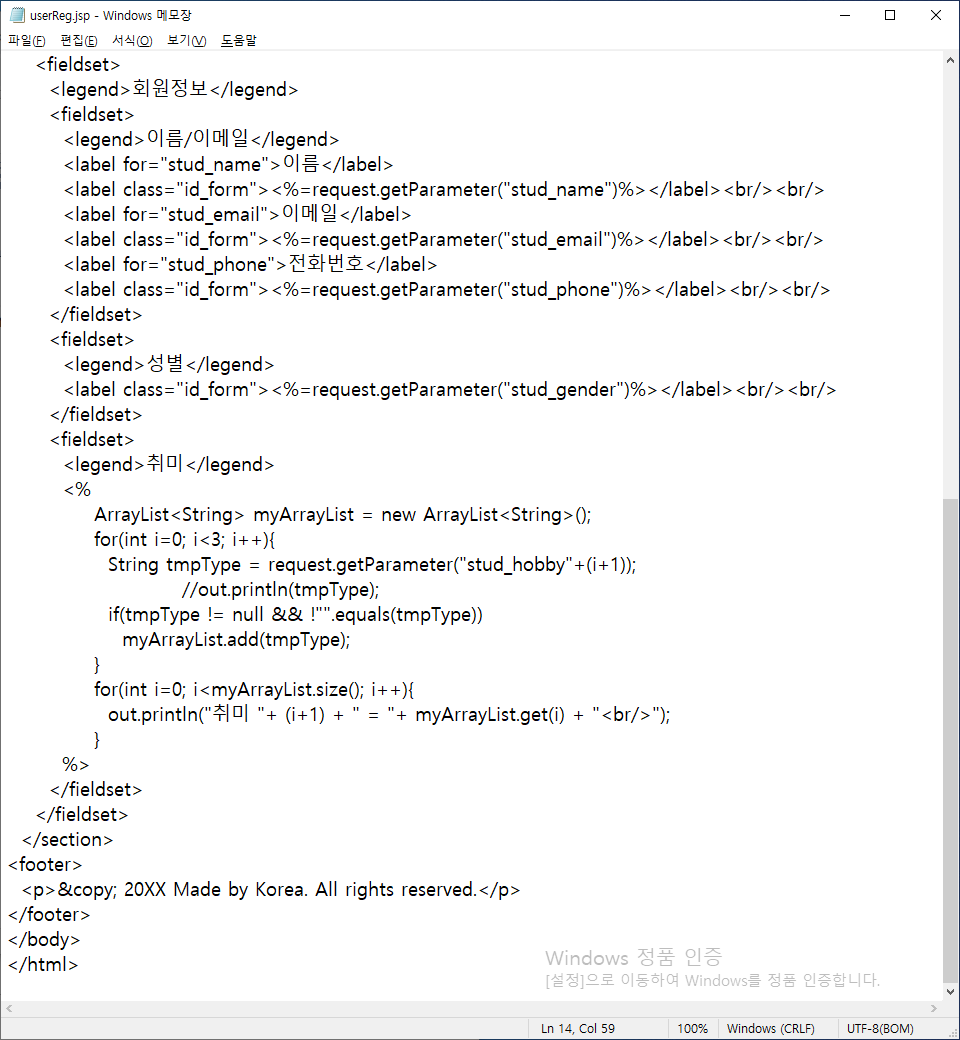 userReg.jsp - Windows 메모장
파일(F) 편집(E) 서식(O) 보기(V) 도움말
<fieldset>
<legend>회원정보</legend>
<fieldset>
<legend>이름/이메일</legend>
<label for="stud_name">이름</label>
<label class="id_form"><%=request.getParameter("stud_name")%></label><br/><br/>
<label for="stud_email">이메일</label>
<label class="id_form"><%=request.getParameter("stud_email")%></label><br/><br/>
<label for="stud_phone">전화번호</label>
<label class="id_form"><%=request.getParameter("stud_phone")%></label><br/><br/>
</fieldset>
<fieldset>
<legend>성별</legend>
<label class="id_form"><%=request.getParameter("stud_gender")%></label><br/><br/>
</fieldset>
<fieldset>
<legend>취미</legend>
<%
ArrayList<String> myArrayList = new ArrayList<String>();
for(int i=0; i<3; i++){
String tmpType = request.getParameter("stud_hobby"+(i+1));
//out.println(tmpType);
if(tmpType != null && !"".equals(tmpType))
myArrayList.add(tmpType);
}
for(int i=0; i<myArrayList.size(); i++){
out.println("취미 "+ (i+1) + " = "+ myArrayList.get(i) + "<br/>");
}
%>
</fieldset>
</fieldset>
</section>
<footer>
<p>&copy; 20XX Made by Korea. All rights reserved.</p>
</footer>
</body>
</html>
Windows 정품 인증
[설정]으로 이동하여 Windows를 정품 인증합니다.
Ln 14, Col 59 100% Windows (CRLF) UTF-8(BOM)